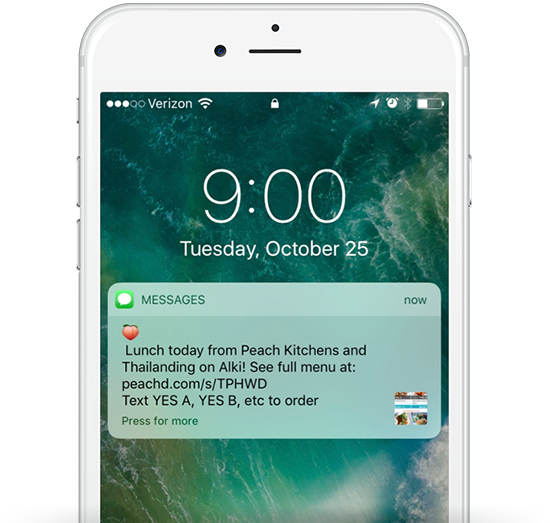 Verizon
9:00
Tuesday, October 25
MESSAGES now
Lunch today from Peach Kitchens and
Thailanding on Alki! See full menu at:
peachd.com/s/TPHWD
Text YES A, YES B, etc to order
Press for more